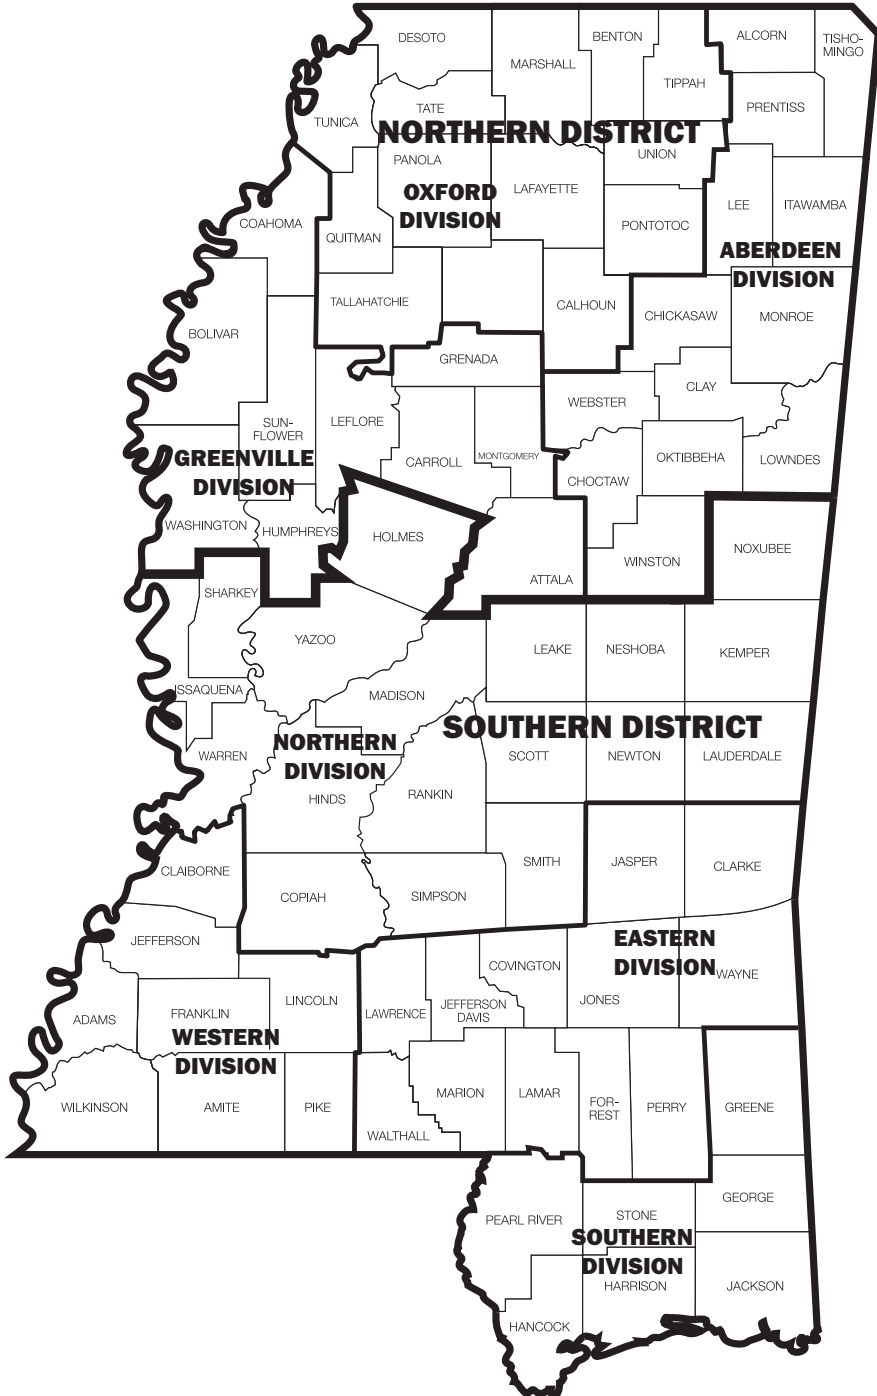 DESOTO
BENTON
ALCORN
TISHO-
MINGO
MARSHALL
TIPPAH
PRENTISS
TATE
TUNICA
NORTHERN DISTRICT
UNION
PANOLA
LAFAYETTE
OXFORD
DIVISION
LEE
ITAWAMBA
COAHOMA
PONTOTOC
QUITMAN
ABERDEEN
DIVISION
TALLAHATCHIE
CALHOUN
CHICKASAW
MONROE
BOLIVAR
GRENADA
CLAY
WEBSTER
SUN-
FLOWER
LEFLORE
GREENVILLE
DIVISION
CARROLL
MONTGOMERY
OKTIBBEHA
LOWNDES
CHOCTAW
WASHINGTON
HUMPHREYS
HOLMES
NOXUBEE
WINSTON
ATTALA
SHARKEY
YAZOO
LEAKE
NESHOBA
KEMPER
ISSAQUENA
MADISON
SOUTHERN DISTRICT
NORTHERN
DIVISION
WARREN
SCOTT
NEWTON
LAUDERDALE
HINDS
RANKIN
SMITH
JASPER
CLARKE
CLAIBORNE
COPIAH
SIMPSON
JEFFERSON
EASTERN
DIVISION
COVINGTON
WAYNE
JONES
LINCOLN
JEFFERSON
DAVIS
LAWRENCE
ADAMS
FRANKLIN
WESTERN
DIVISION
MARION
LAMAR
FOR-
REST
PERRY
GREENE
WILKINSON
AMITE
PIKE
WALTHALL
GEORGE
PEARL RIVER
STONE
SOUTHERN
DIVISION
HARRISON
JACKSON
HANCOCK